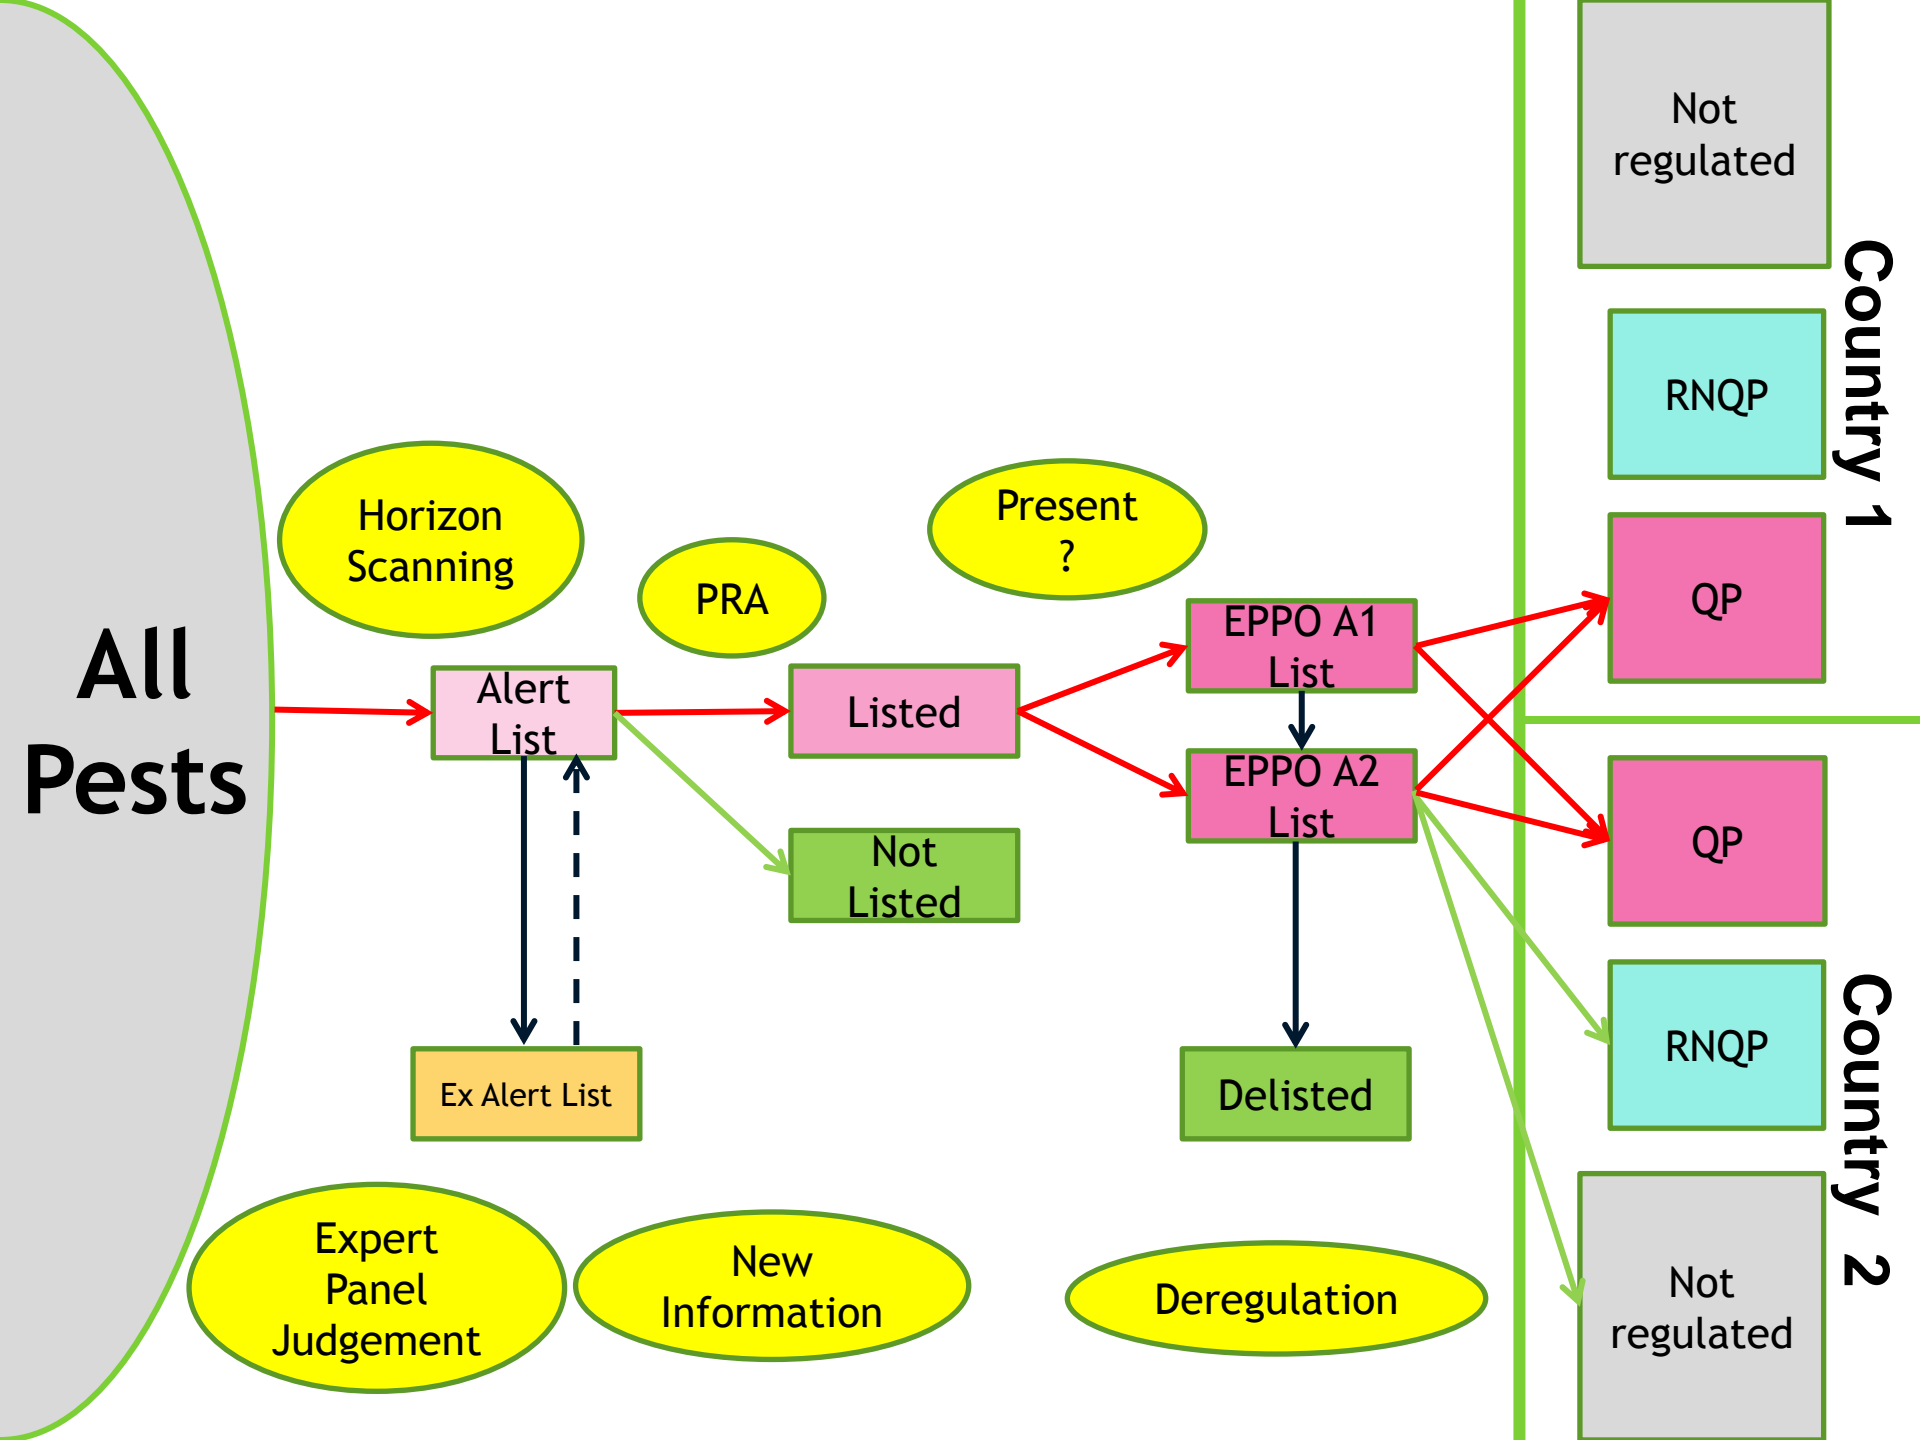 All
Pests
Horizon
Scanning
PRA
Present
?
Alert
List
Listed
Not
Listed
EPPO A1
List
EPPO A2
List
Ex Alert List
Delisted
Expert
Panel
Judgement
New
Information
Deregulation
Not
regulated
RNQP
QP
Country 1
QP
RNQP
Not
regulated
Country 2